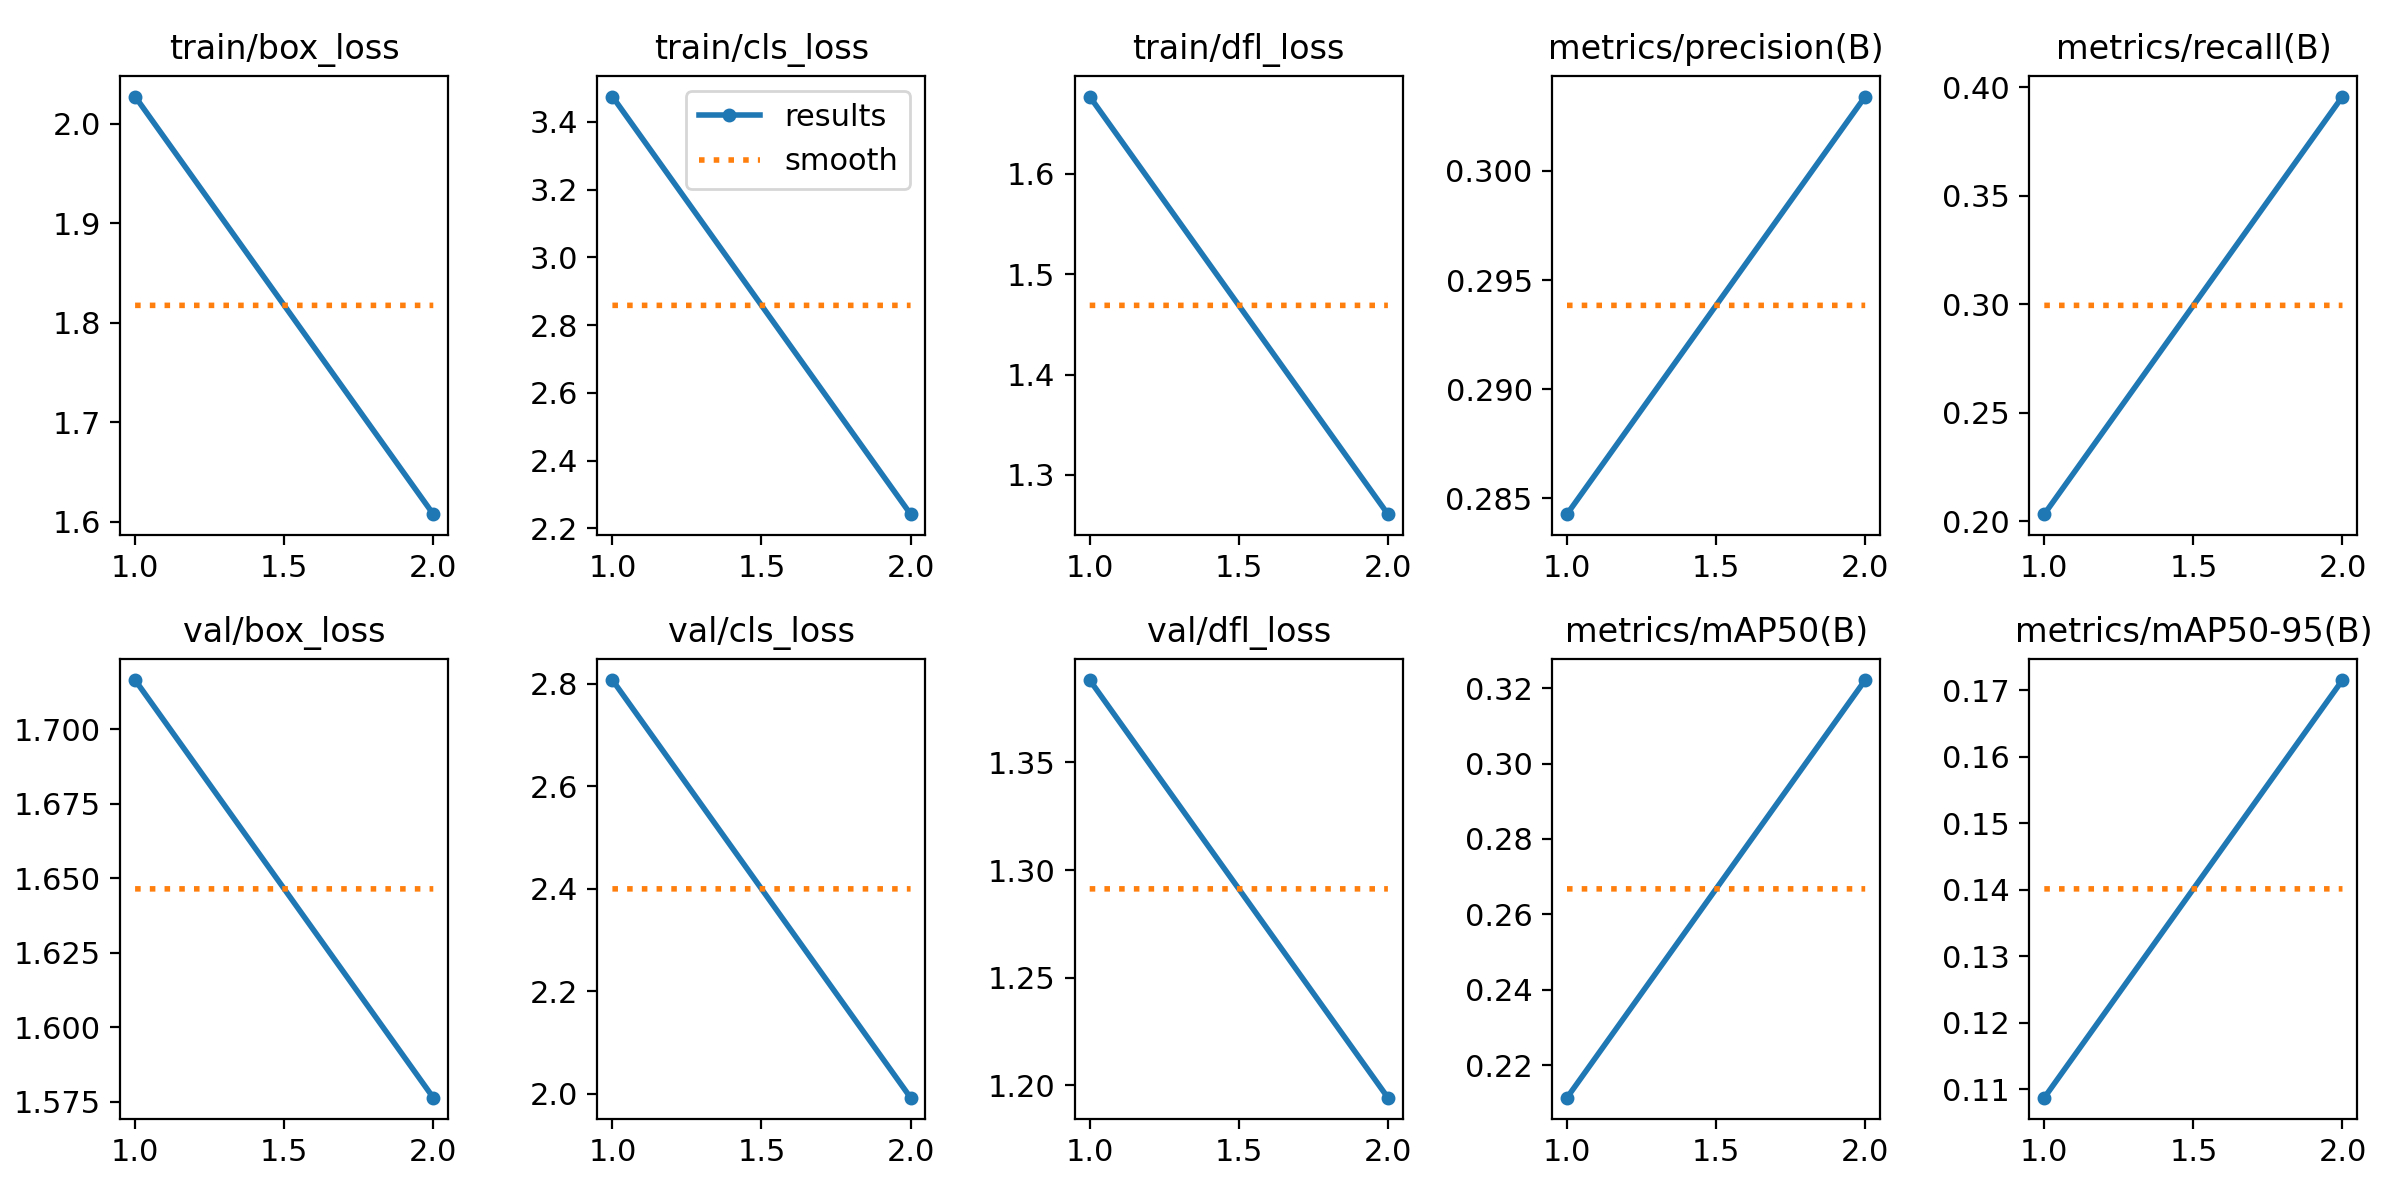 train/box_loss
2.0
1.9
1.8
1.7
1.6
1.0 1.5 2.0
train/cls_loss
results
smooth
3.4
3.2
3.0
2.8
2.6
2.4
2.2
1.0 1.5 2.0
train/dfl_loss
1.6
1.5
1.4
1.3
1.0 1.5 2.0
metrics/precision(B)
0.300
0.295
0.290
0.285
1.0 1.5 2.0
metrics/recall(B)
0.40
0.35
0.30
0.25
0.20
1.0 1.5 2.0
val/box_loss
1.700
1.675
1.650
1.625
1.600
1.575
1.0 1.5 2.0
val/cls_loss
2.8
2.6
2.4
2.2
2.0
1.0 1.5 2.0
val/dfl_loss
1.35
1.30
1.25
1.20
1.0 1.5 2.0
metrics/mAP50(B)
0.32
0.30
0.28
0.26
0.24
0.22
1.0 1.5 2.0
metrics/mAP50-95(B)
0.17
0.16
0.15
0.14
0.13
0.12
0.11
1.0 1.5 2.0